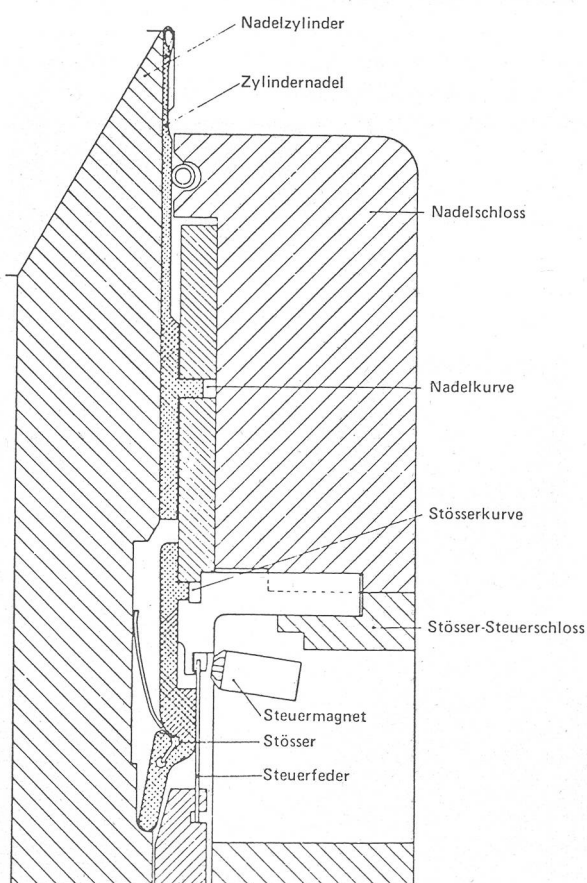 Nadelzylinder
Zylindernadel
Nadelschloss
Nadelkurve
Stösserkurve
Stösser-Steuerschloss
Steuermagnet
Stösser
Steuerfeder